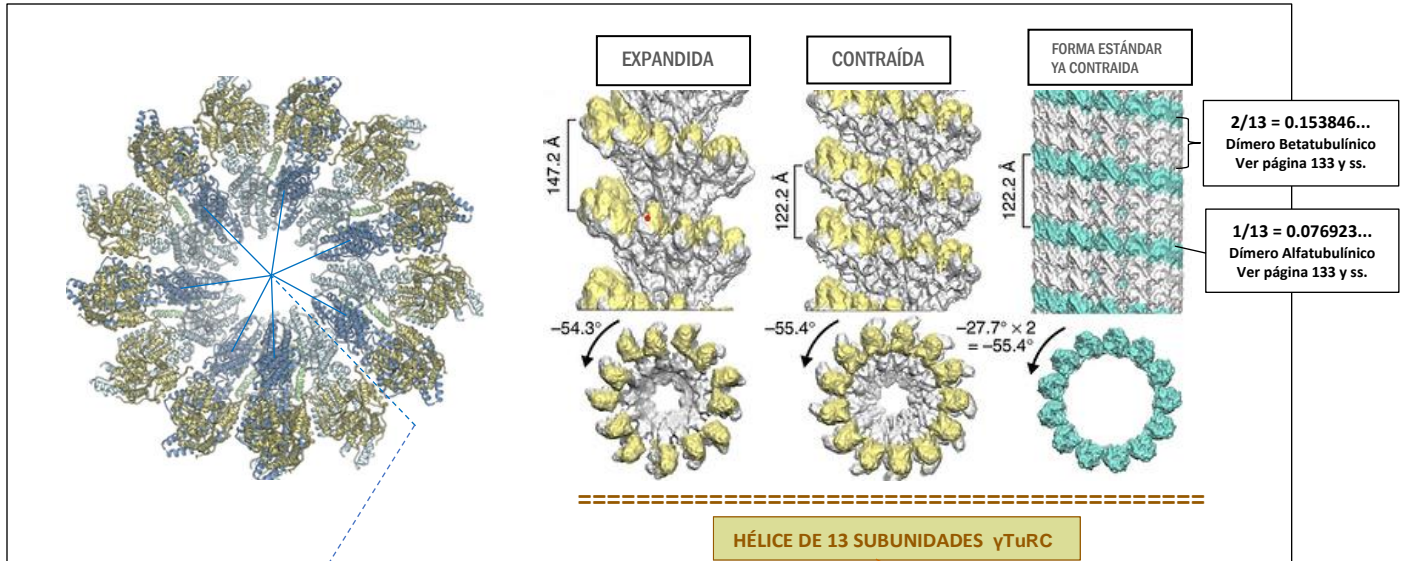 EXPANDIDA
CONTRAÍDA
FORMA ESTÁNDAR
YA CONTRAIDA
147.2 Å
122.2 Å
122.2 Å
2/13 = 0.153846...
Dímero Betatubulínico
Ver página 133 y ss.
1/13 = 0.076923...
Dímero Alfatubulínico
Ver página 133 y ss.
−54.3°
−55.4°
−27.7° × 2
= −55.4°
HÉLICE DE 13 SUBUNIDADES γTuRC